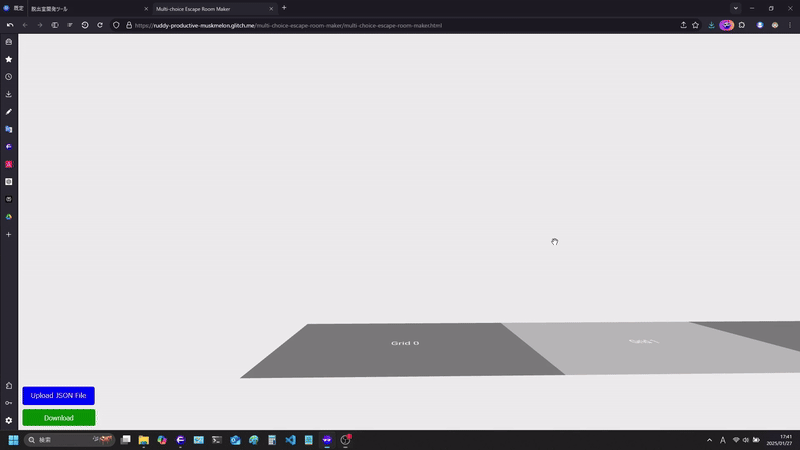 既定
脱出室開発ツール
Multi-choice Escape Room Maker
https://ruddy-productive-muskmelon.glitch.me/multi-choice-escape-room-maker/multi-choice-escape-room-maker.html
Grid 0
Upload JSON File
Download
検索
A
17:41
2025/01/27